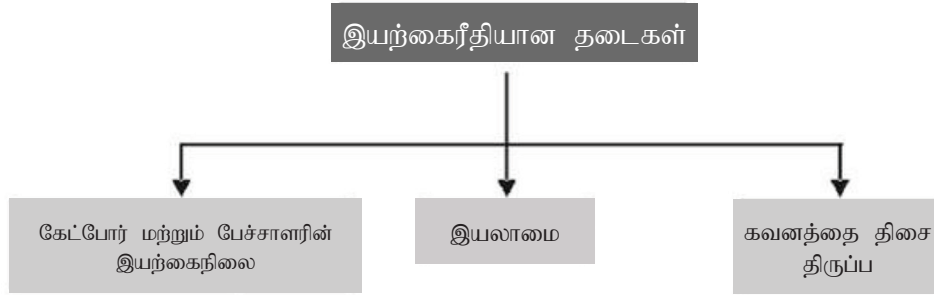 இயற்கைரீதியான தடைகள்
கேட்போர் மற்றும் பேச்சாளரின்
இயற்கைநிலை
இயலாமை
கவனத்தை திசை
திருப்ப